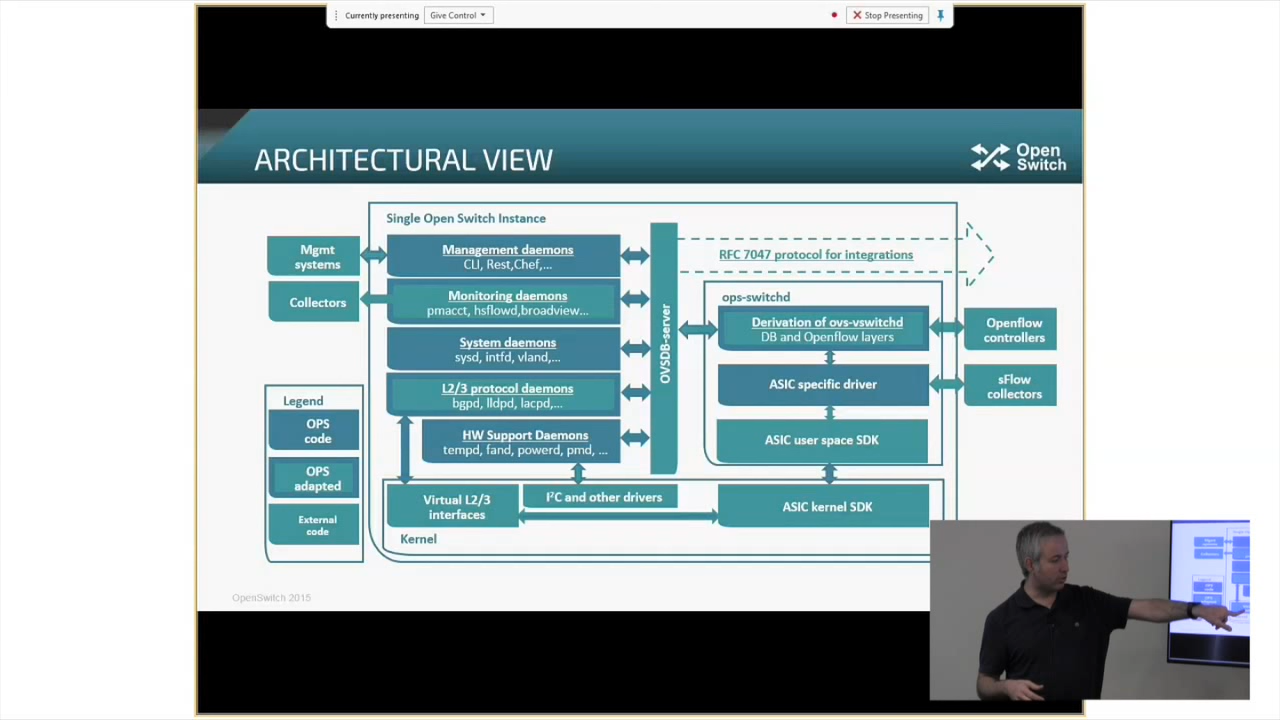 Currently presenting
Give Control
Stop Presenting
ARCHITECTURAL VIEW
Open
Switch
Single Open Switch Instance
Mgmt
systems
Collectors
Management daemons
CLI, Rest,Chef,...
Monitoring daemons
pmacct, hsflowd,broadview...
System daemons
sysd, intfd, vland,...
L2/3 protocol daemons
bgpd, lldpd, lacpd,...
HW Support Daemons
tempd, fand, powerd, pmd, ...
OVSDB-server
RFC 7047 protocol for integrations
ops-switchd
Derivation of ovs-vswitchd
DB and Openflow layers
ASIC specific driver
ASIC user space SDK
Openflow
controllers
sFlow
collectors
Legend
OPS
code
OPS
adapted
External
code
Virtual L2/3
interfaces
I²C and other drivers
ASIC kernel SDK
Kernel
OpenSwitch 2015